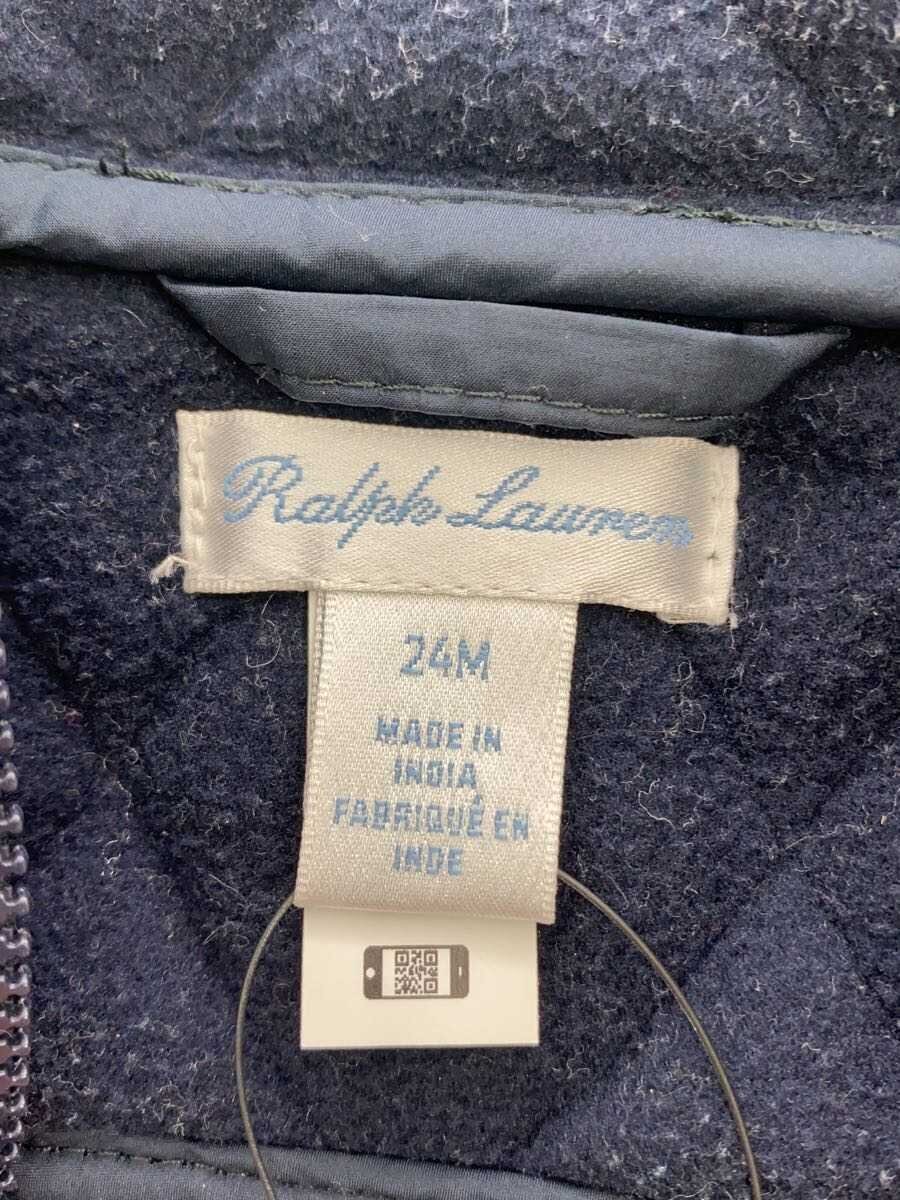 Ralph Lauren
24M
MADE IN
INDIA
FABRIQUÉ EN
INDE